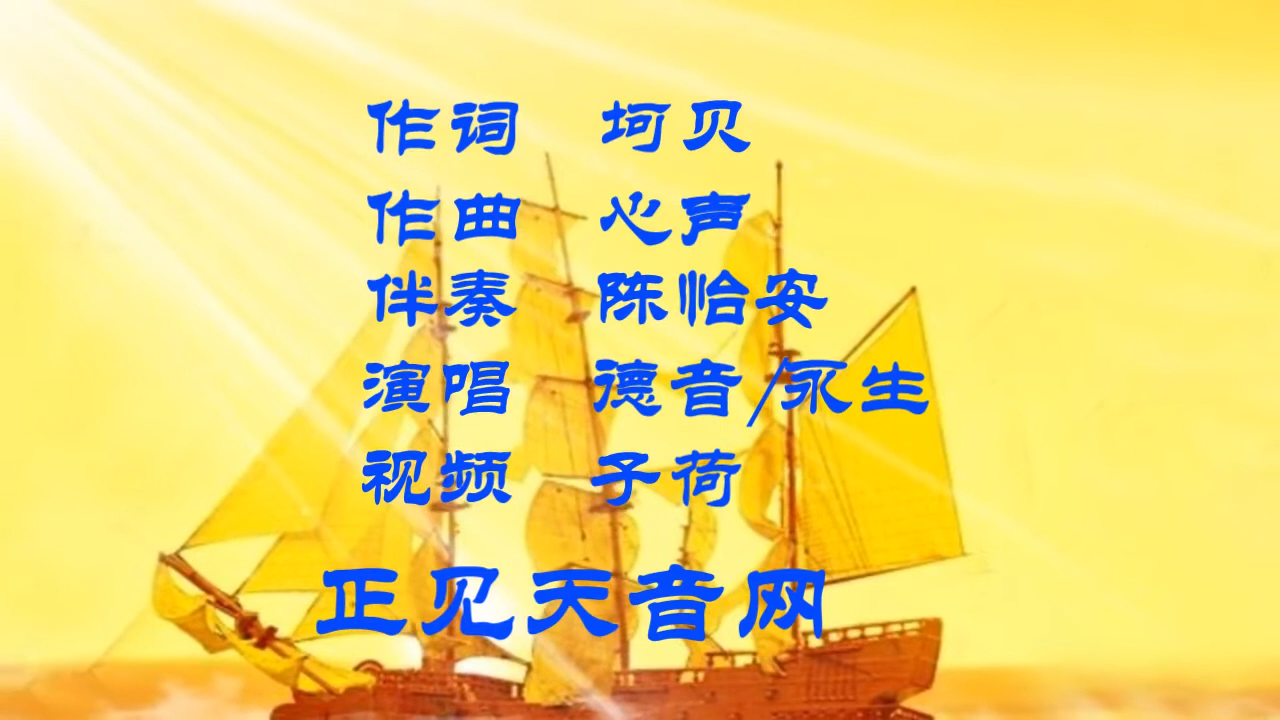 作词 坷贝
作曲 心声
伴奏 陈怡安
演唱 德音/永生
视频 子荷
正见天音网